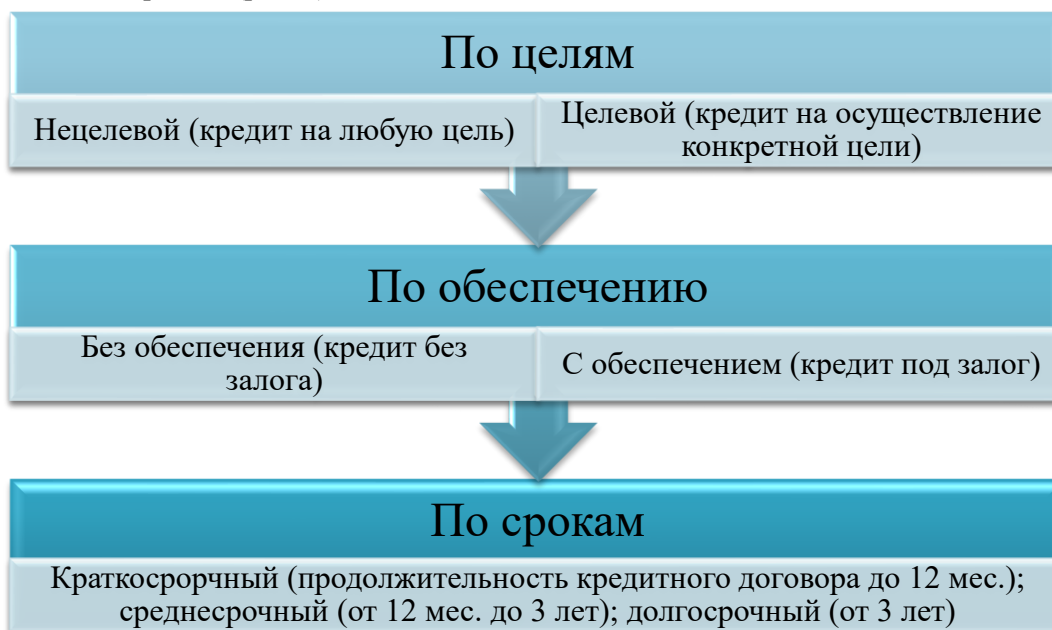 По целям
Нецелевой (кредит на любую цель)
Целевой (кредит на осуществление
конкретной цели)
По обеспечению
Без обеспечения (кредит без
залога)
С обеспечением (кредит под залог)
По срокам
Краткосрорчный (продолжительность кредитного договора до 12 мес.);
среднесрочный (от 12 мес. до 3 лет); долгосрочный (от 3 лет)